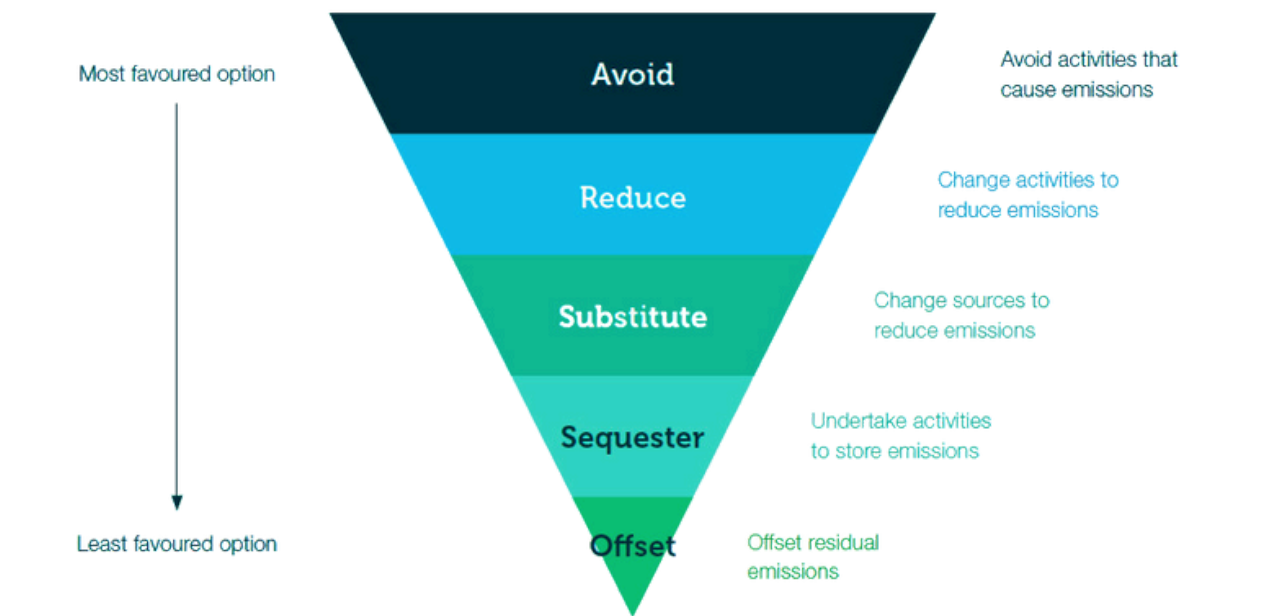 Most favoured option
Avoid
Avoid activities that
cause emissions
Reduce
Change activities to
reduce emissions
Substitute
Change sources to
reduce emissions
Sequester
Undertake activities
to store emissions
Least favoured option
Offset
Offset residual
emissions